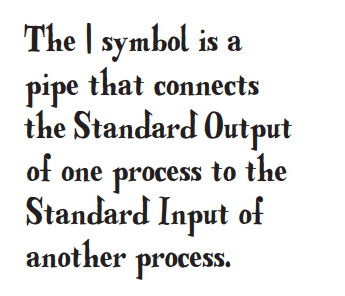 The | symbol is a
pipe that connects
the Standard Output
of one process to the
Standard Input of
another process.